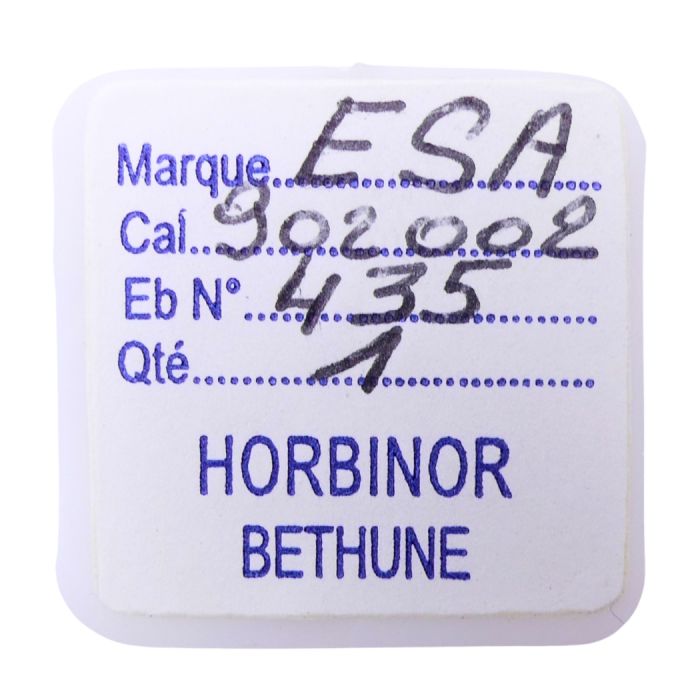 Marque ESA
Cal 902002
Eb N° 435
Qté 1
HORBINOR
BETHUNE